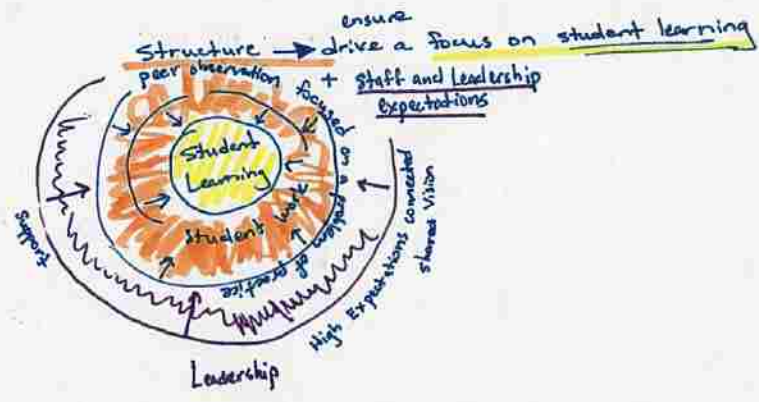 ensure
Structure → drive a focus on student learning
+ staff and Leadership
expectations
peer observation focused on a problem of practice
Student
Learning
Student work
High Expectations connected
shared Vision
Leadership